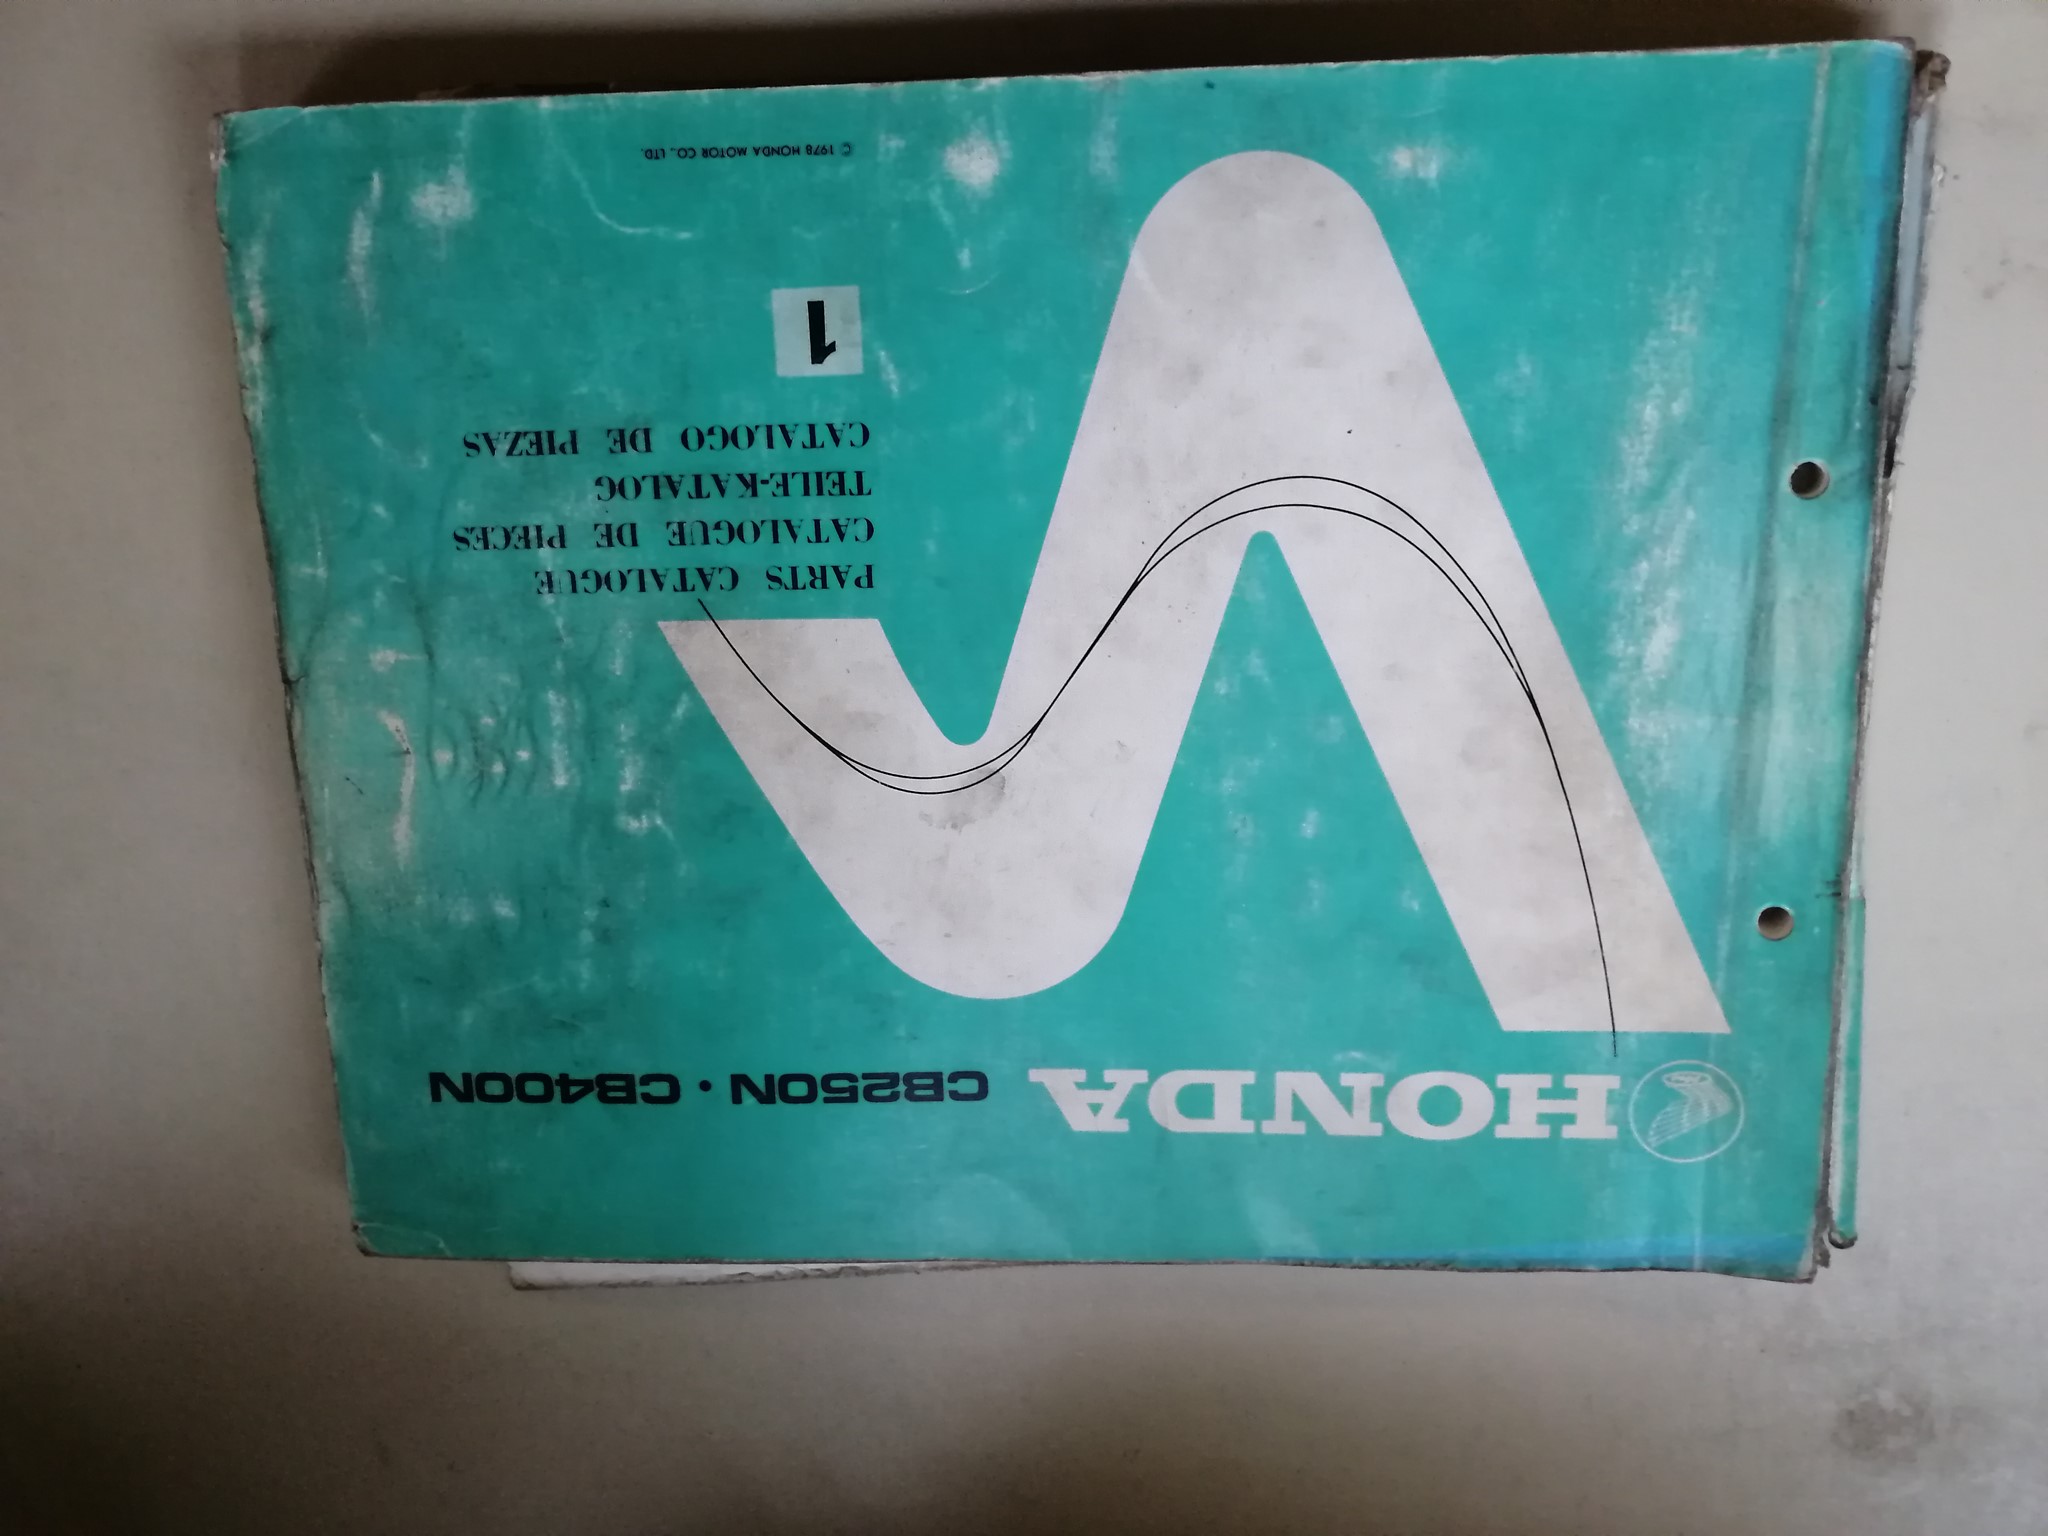 HONDA CB250N · CB400N
PARTS CATALOGUE
CATALOGUE DE PIECES
TEILE-KATALOG
CATALOGO DE PIEZAS
1
© 1978 HONDA MOTOR CO., LTD.